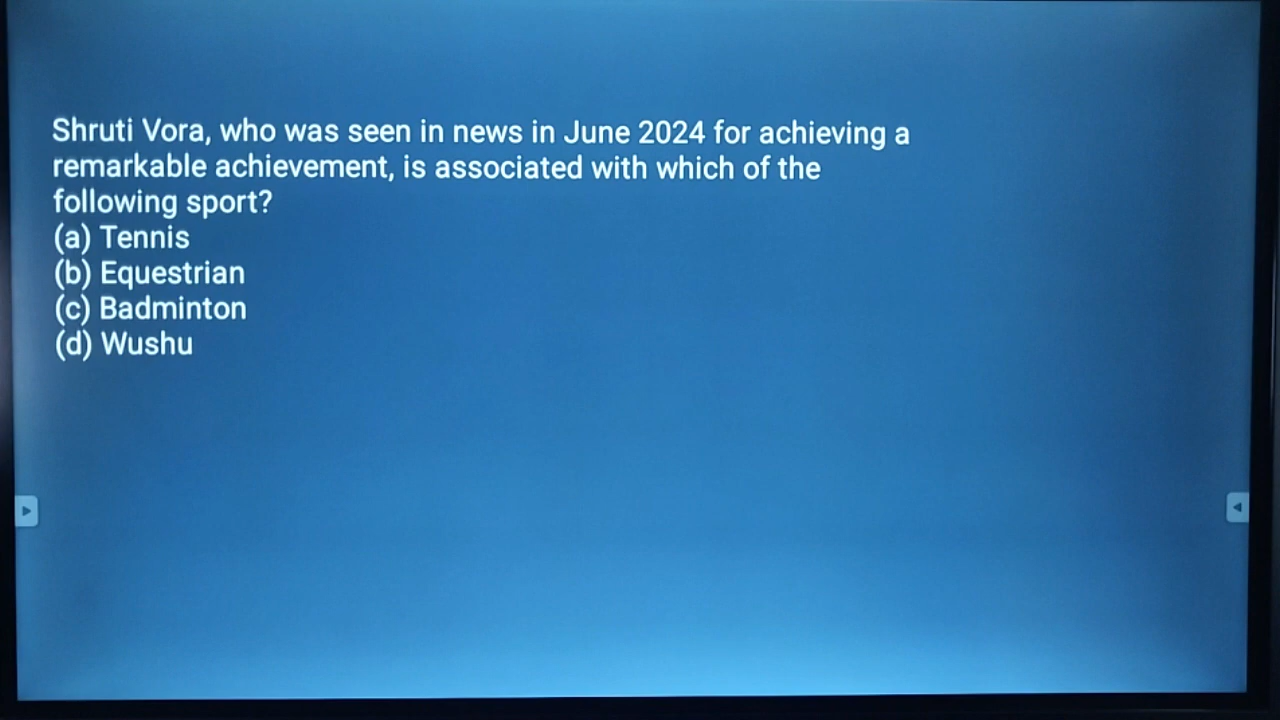 Shruti Vora, who was seen in news in June 2024 for achieving a
remarkable achievement, is associated with which of the
following sport?
(a) Tennis
(b) Equestrian
(c) Badminton
(d) Wushu